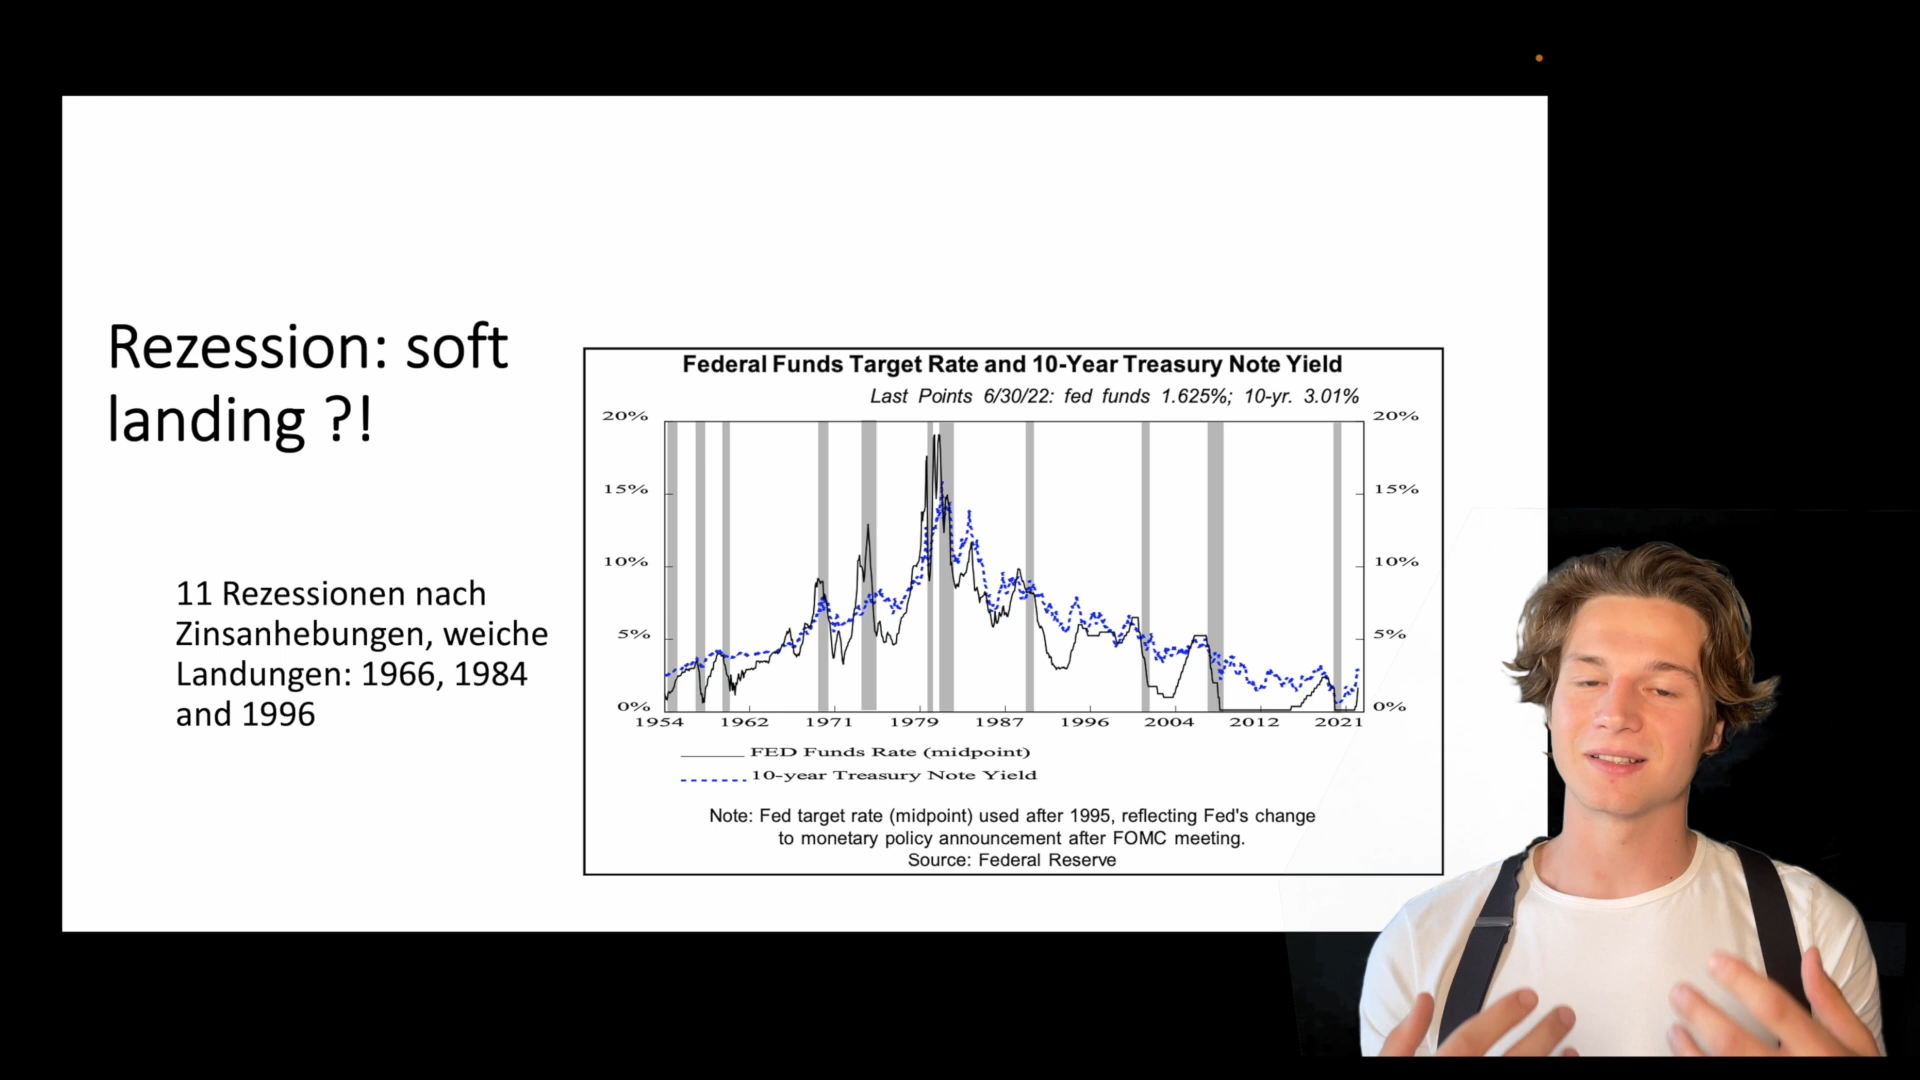 Rezession: soft
landing ?!
11 Rezessionen nach
Zinsanhebungen, weiche
Landungen: 1966, 1984
and 1996
Federal Funds Target Rate and 10-Year Treasury Note Yield
Last Points 6/30/22: fed funds 1.625%; 10-yr. 3.01%
20% 20%
15% 15%
10% 10%
5% 5%
0% 0%
1954 1962 1971 1979 1987 1996 2004 2012 2021
FED Funds Rate (midpoint)
10-year Treasury Note Yield
Note: Fed target rate (midpoint) used after 1995, reflecting Fed's change
to monetary policy announcement after FOMC meeting.
Source: Federal Reserve